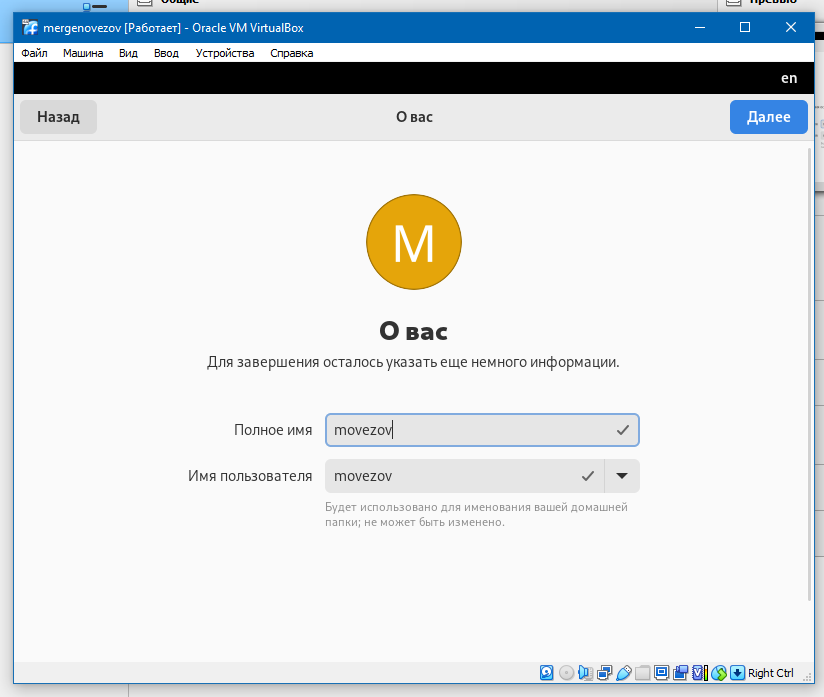 Общие
Превью
mergenovezov [Работает] - Oracle VM VirtualBox
Файл Машина Вид Ввод Устройства Справка
en
Назад О вас Далее
M
О вас
Для завершения осталось указать еще немного информации.
Полное имя movezov
Имя пользователя movezov
Будет использовано для именования вашей домашней
папки; не может быть изменено.
Right Ctrl